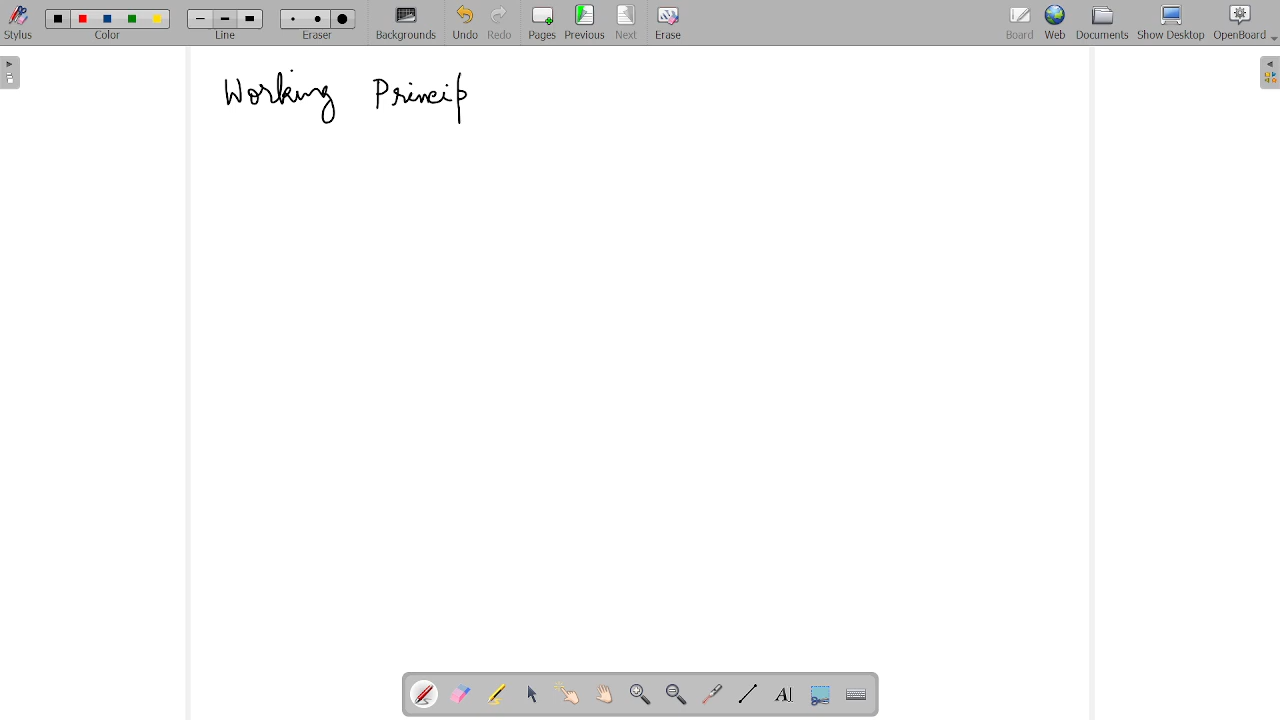 Stylus
Color
Line
Eraser
Backgrounds
Undo
Redo
Pages
Previous
Next
Erase
Board
Web
Documents
Show Desktop
OpenBoard
Working Princip
AI